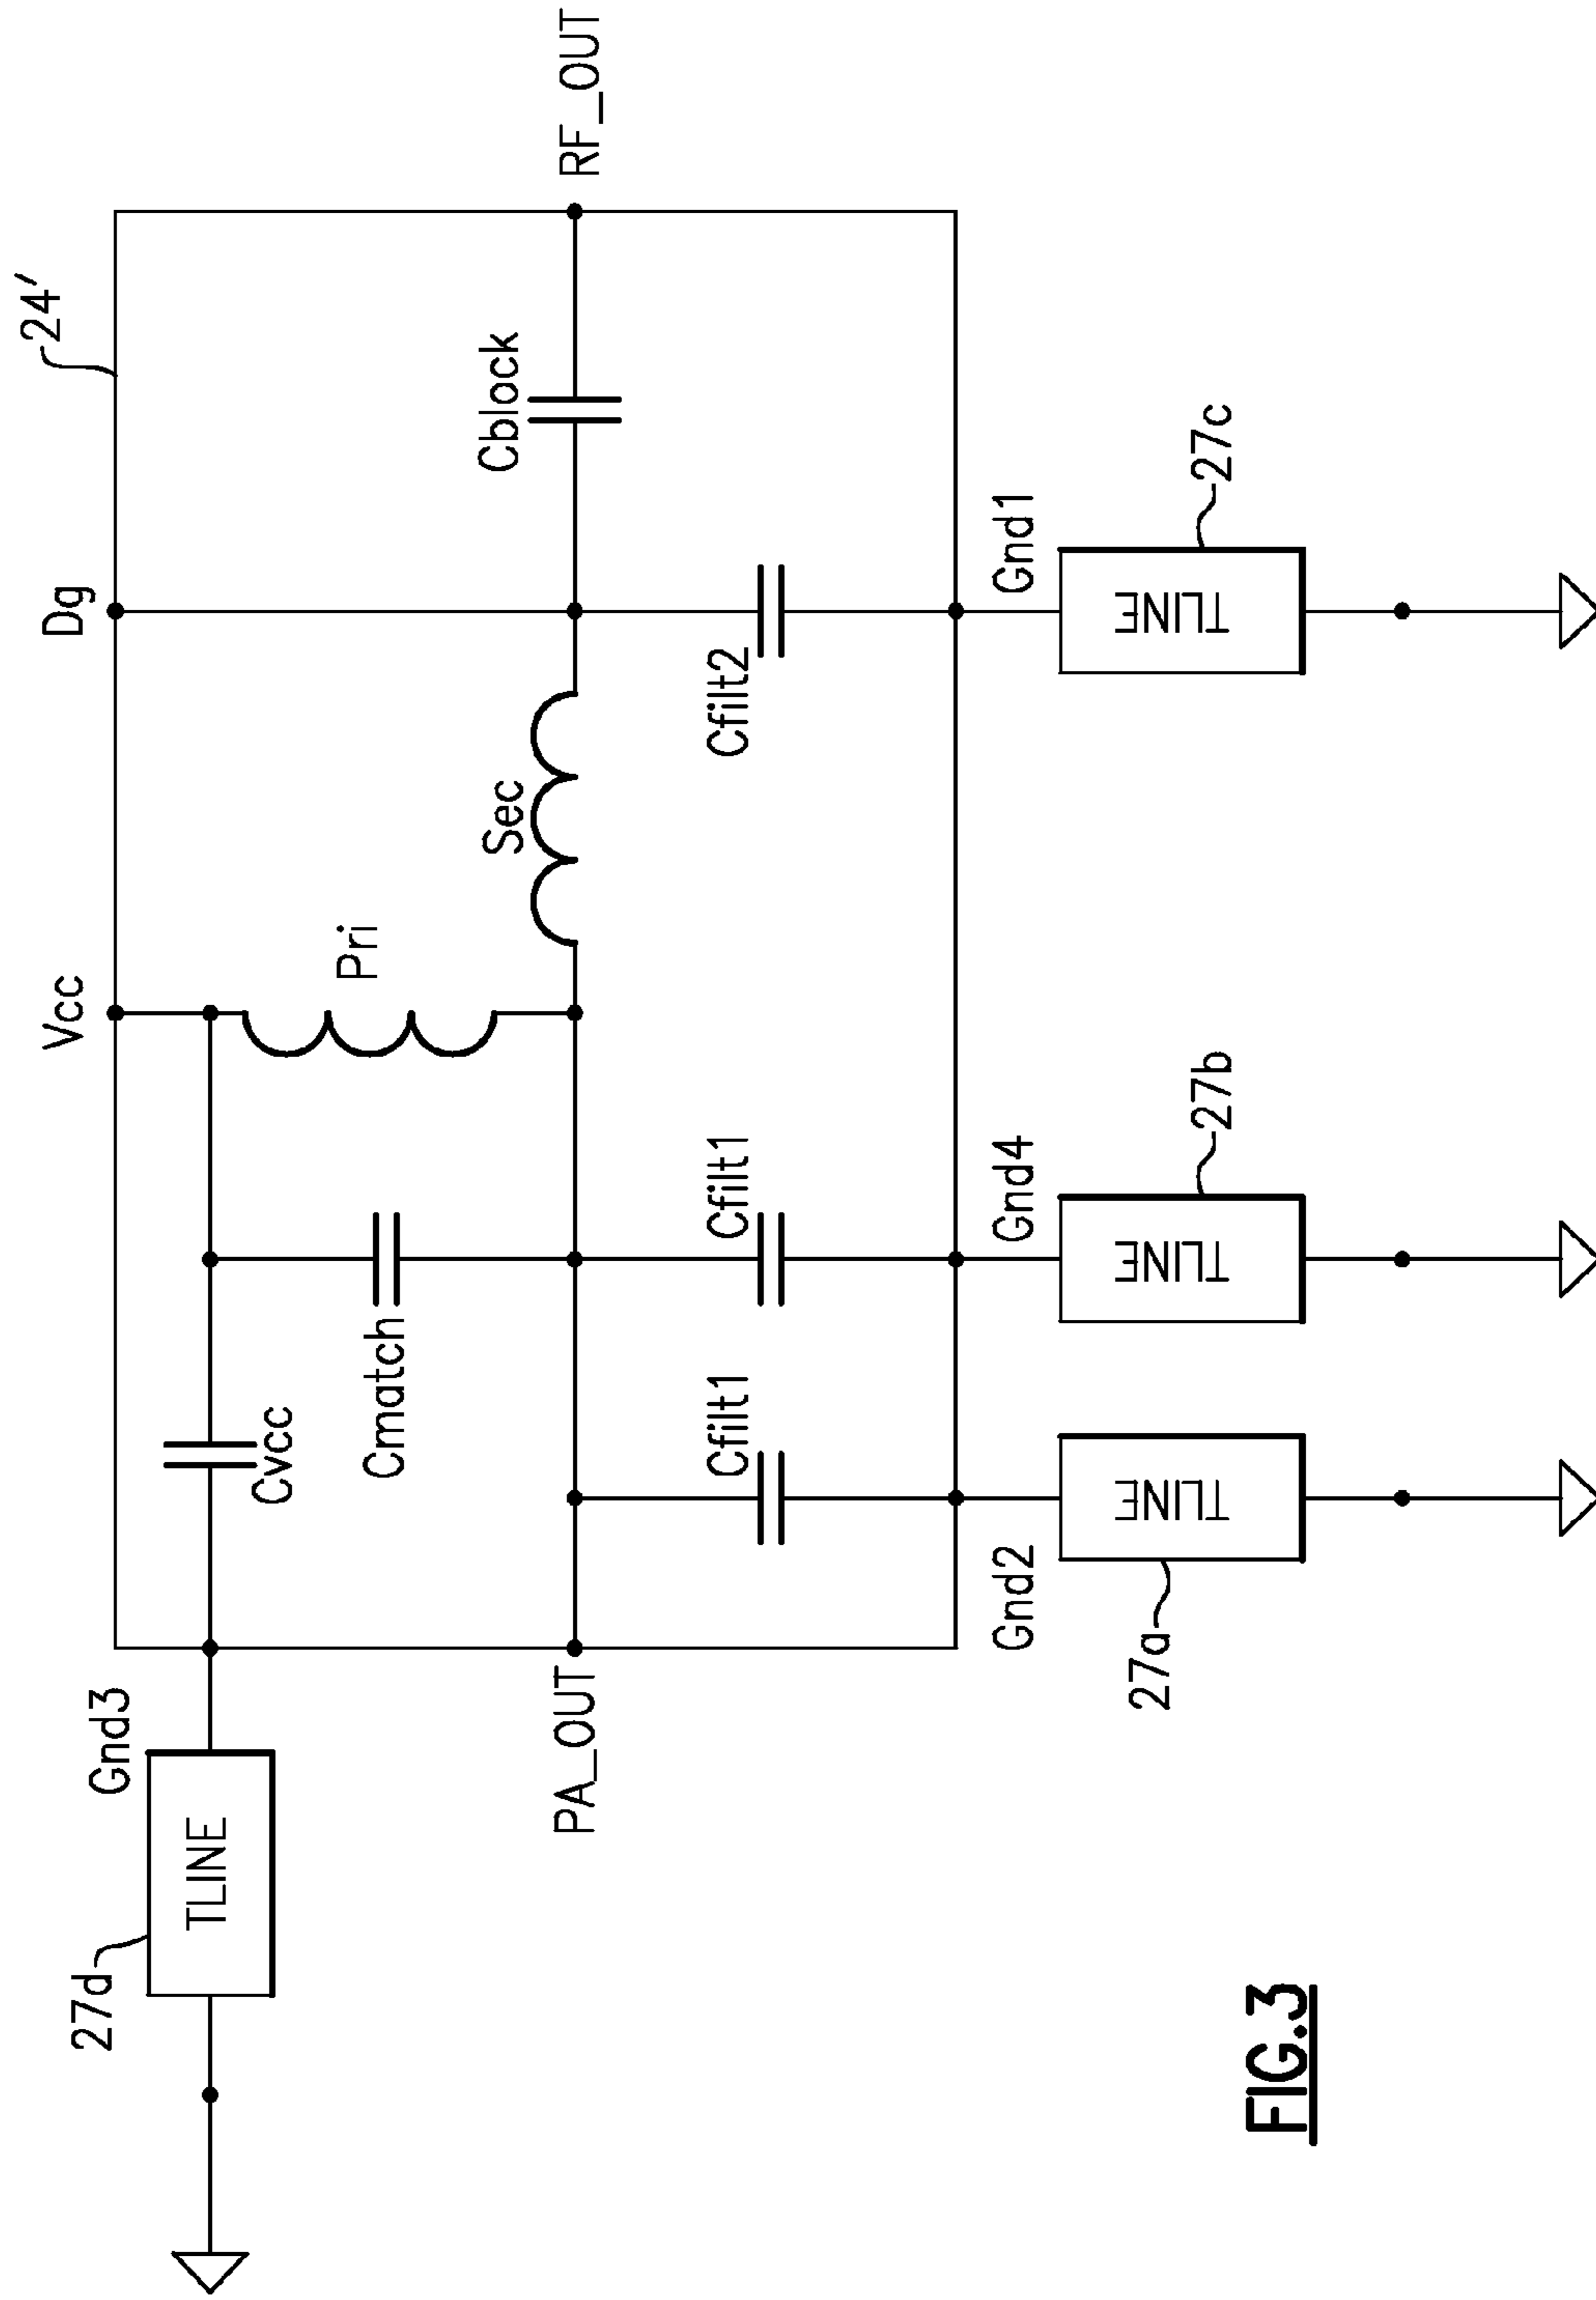 24'
Vcc
Dg
27d
Gnd3
TLINE
Cvcc
Pri
Cmatch
Sec
Cblock
PA_OUT
RF_OUT
Cfilt1
Cfilt1
Cfilt2
Gnd2
Gnd4
Gnd1
27a
TLINE
TLINE
27b
TLINE
27c
FIG.3